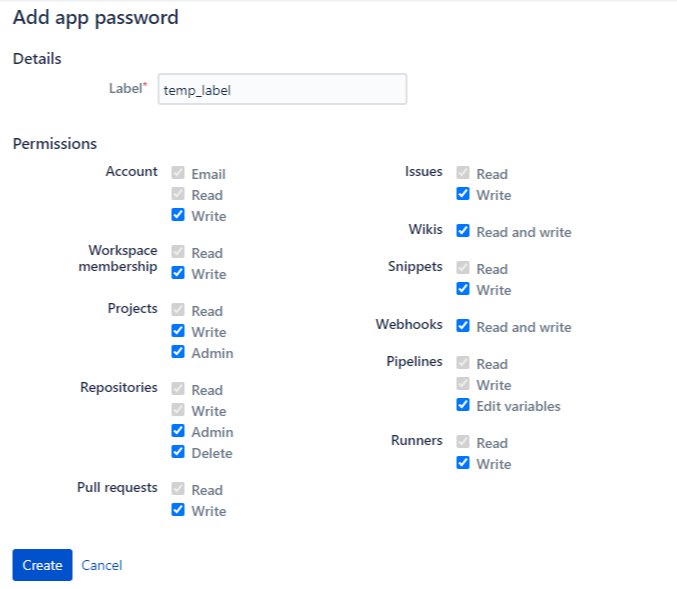 Add app password
Details
Label*
temp_label
Permissions
Account
Email
Read
Write
Workspace
membership
Read
Write
Projects
Read
Write
Admin
Repositories
Read
Write
Admin
Delete
Pull requests
Read
Write
Issues
Read
Write
Wikis
Read and write
Snippets
Read
Write
Webhooks
Read and write
Pipelines
Read
Write
Edit variables
Runners
Read
Write
Create
Cancel